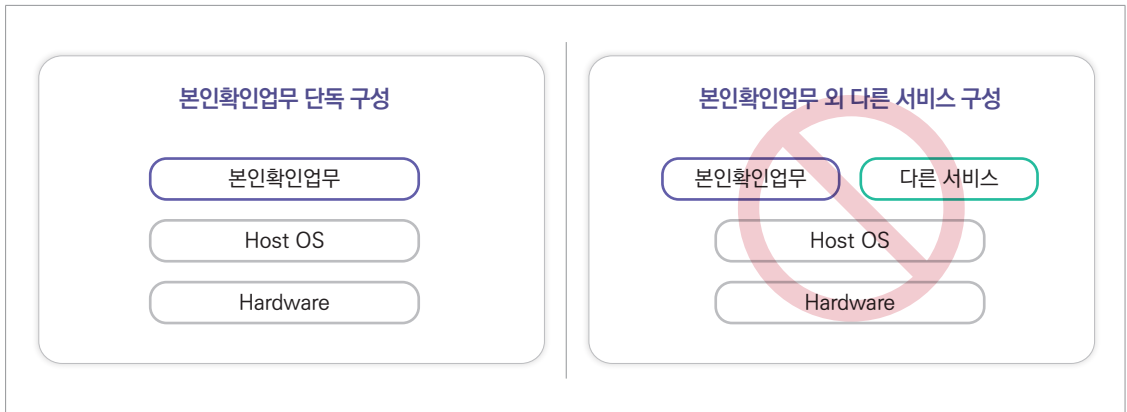 본인확인업무 단독 구성
본인확인업무
Host OS
Hardware
본인확인업무 외 다른 서비스 구성
본인확인업무
다른 서비스
Host OS
Hardware